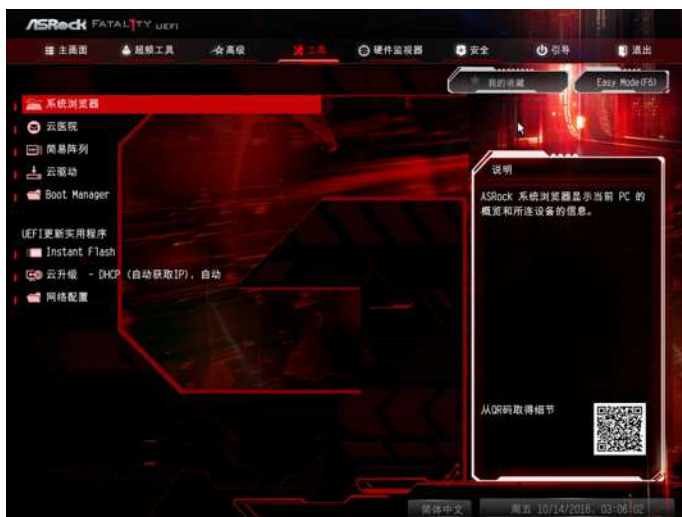 ASRock FATAL1TY UEFI
主画面 超频工具 高级 工具 硬件监视器 安全 引导 退出
我的收藏 Easy Mode(F6)
系统浏览器
云医院
简易阵列
云驱动
Boot Manager
UEFI更新实用程序
Instant Flash
云升级 - DHCP (自动获取IP), 自动
网络配置
说明
ASRock 系统浏览器显示当前 PC 的
概览和所连设备的信息。
从QR码取得细节
简体中文 周五 10/14/2016. 03:06:02